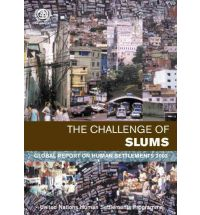 THE CHALLENGE OF
SLUMS
GLOBAL REPORT ON HUMAN SETTLEMENTS 2003
United Nations Human Settlements Programme